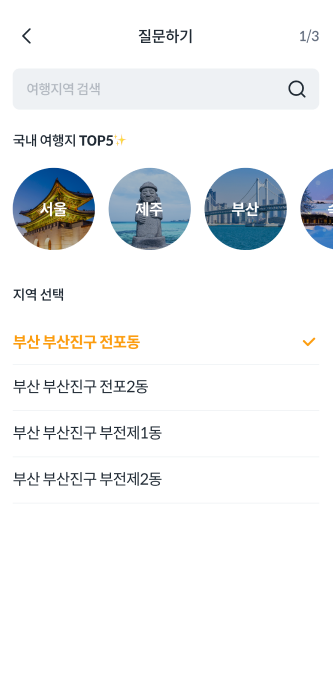 질문하기 1/3
여행지역 검색
국내 여행지 TOP5✨
서울 제주 부산
지역 선택
부산 부산진구 전포동
부산 부산진구 전포2동
부산 부산진구 부전제1동
부산 부산진구 부전제2동